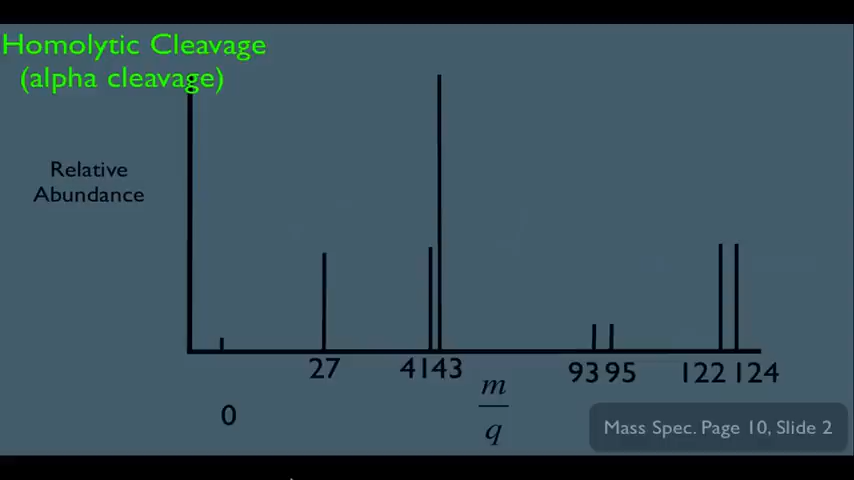 Homolytic Cleavage
(alpha cleavage)
Relative
Abundance
27
41 43
93 95
122 124
m
q
0
Mass Spec. Page 10, Slide 2